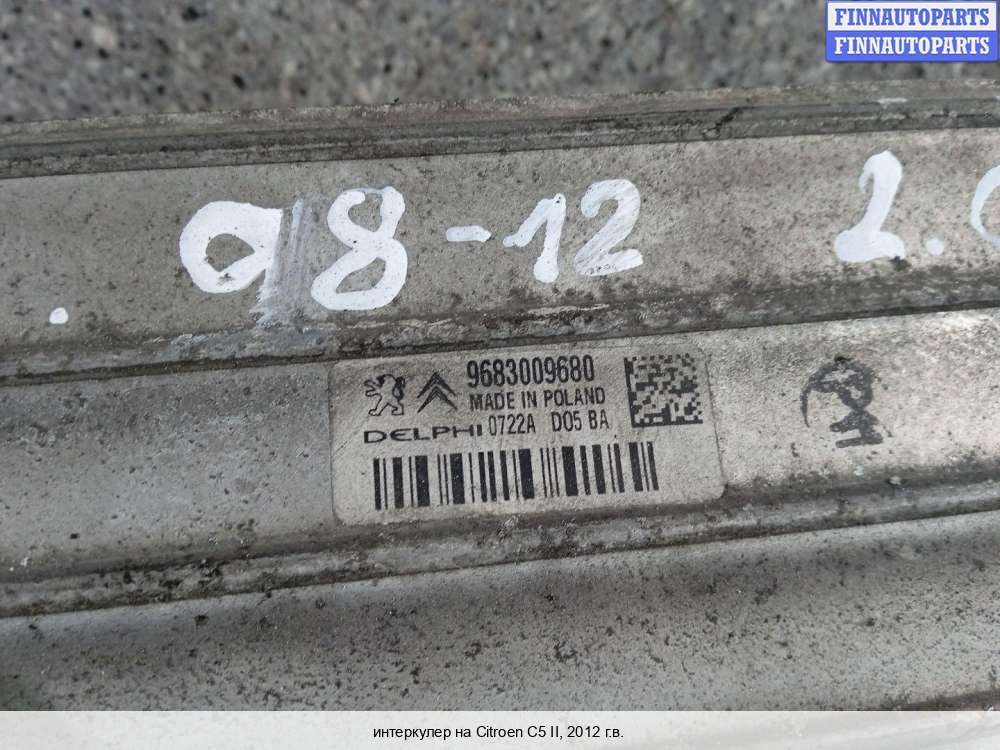 FINNAUTOPARTS
FINNAUTOPARTS
08-12 2.
9683009680
MADE IN POLAND
DELPHI 0722A D05 BA
интеркулер на Citroen C5 II, 2012 г.в.